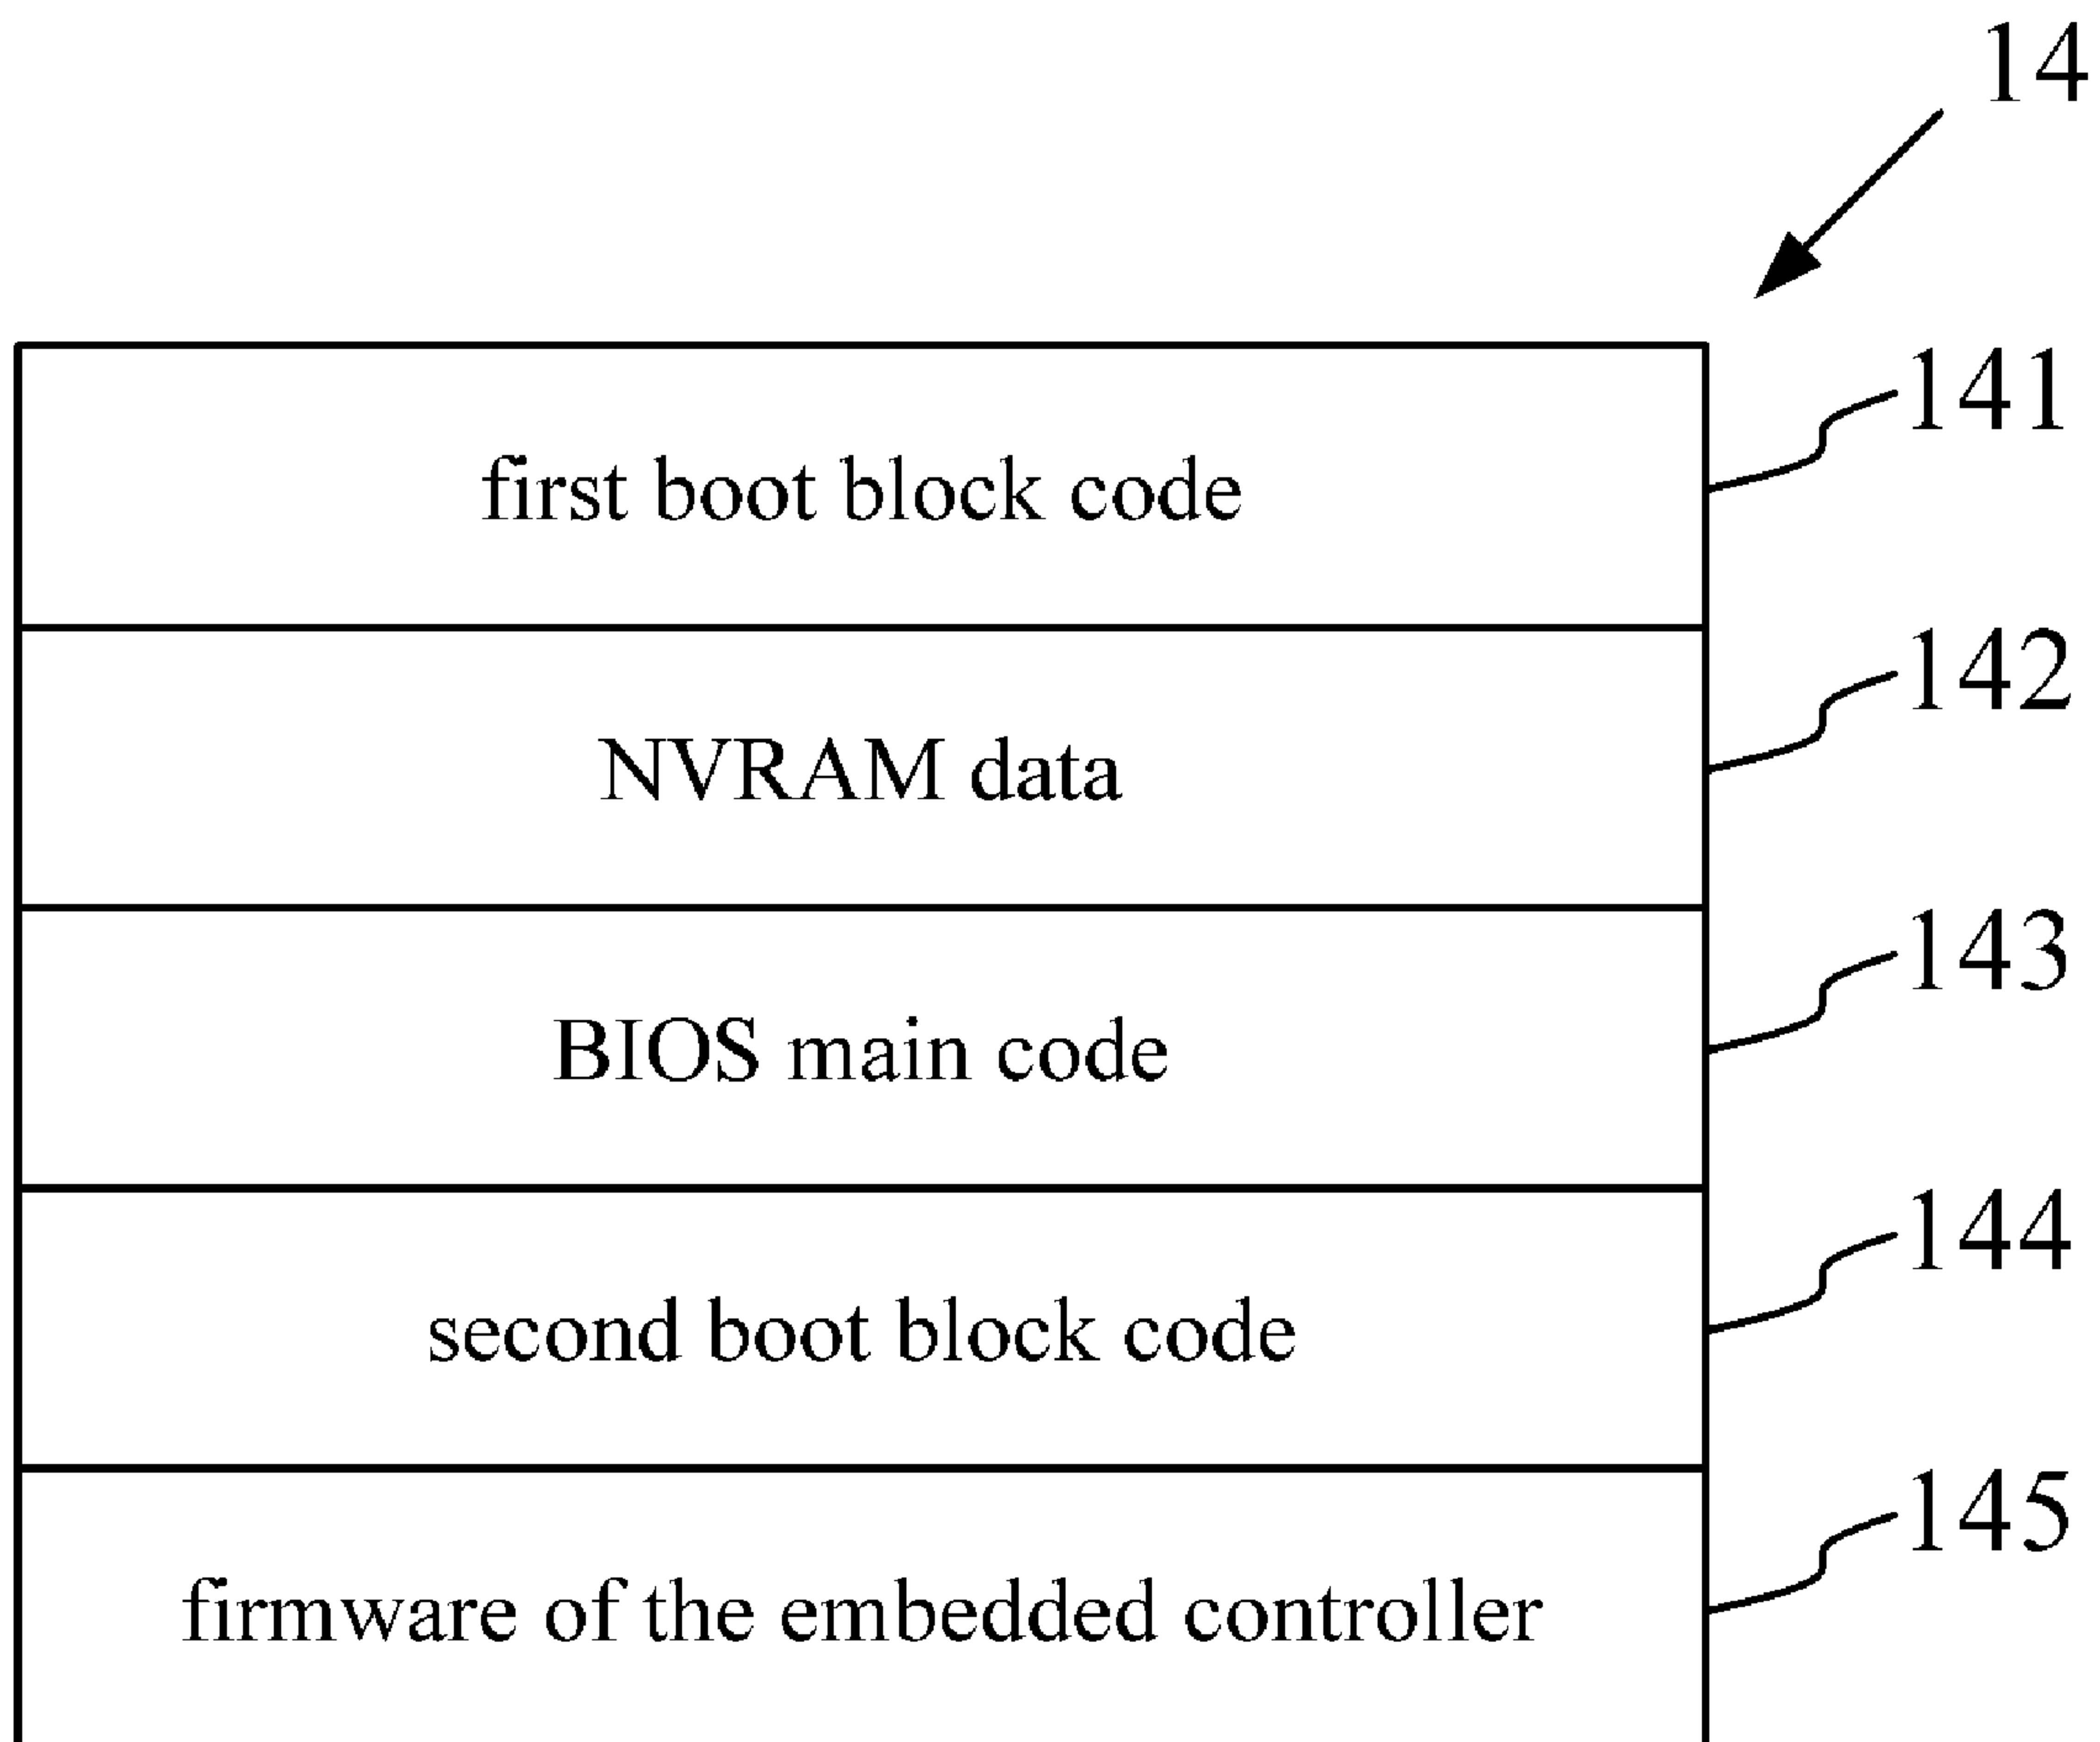 14
first boot block code 141
NVRAM data 142
BIOS main code 143
second boot block code 144
firmware of the embedded controller 145